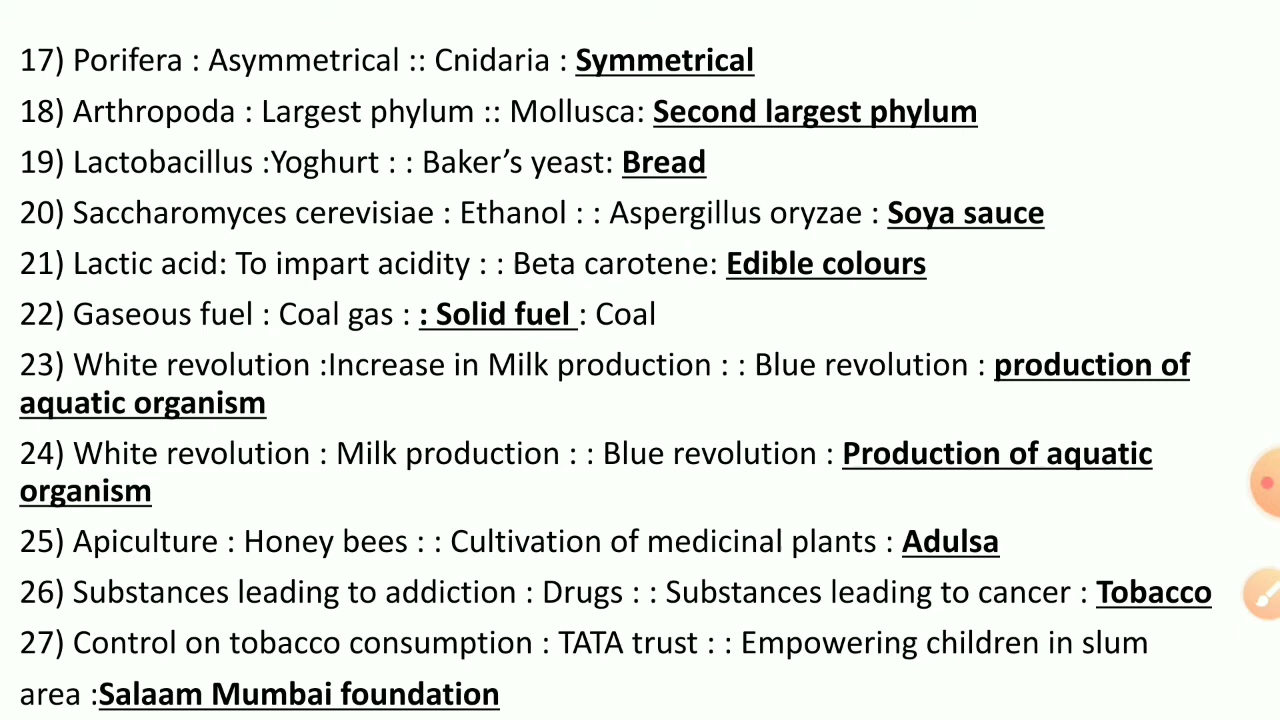 17) Porifera : Asymmetrical :: Cnidaria : Symmetrical
18) Arthropoda : Largest phylum :: Mollusca: Second largest phylum
19) Lactobacillus :Yoghurt : : Baker’s yeast: Bread
20) Saccharomyces cerevisiae : Ethanol : : Aspergillus oryzae : Soya sauce
21) Lactic acid: To impart acidity : : Beta carotene: Edible colours
22) Gaseous fuel : Coal gas : : Solid fuel : Coal
23) White revolution :Increase in Milk production : : Blue revolution : production of
aquatic organism
24) White revolution : Milk production : : Blue revolution : Production of aquatic
organism
25) Apiculture : Honey bees : : Cultivation of medicinal plants : Adulsa
26) Substances leading to addiction : Drugs : : Substances leading to cancer : Tobacco
27) Control on tobacco consumption : TATA trust : : Empowering children in slum
area :Salaam Mumbai foundation